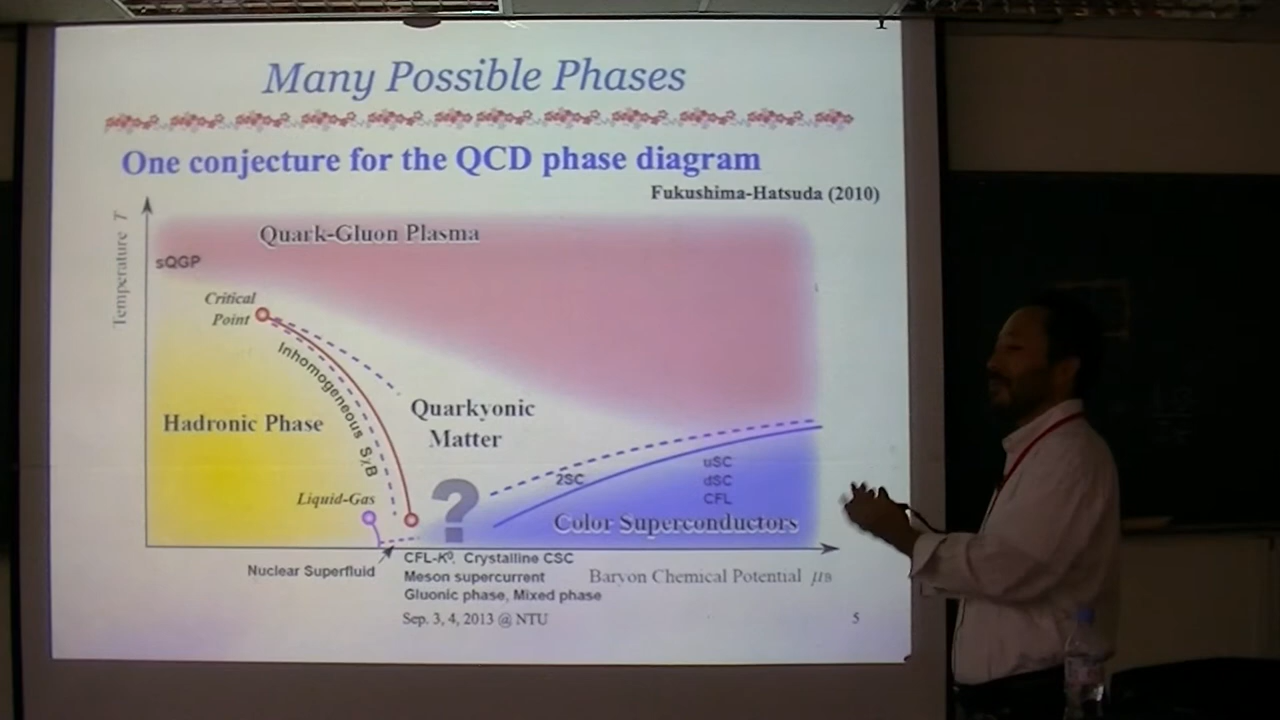 Many Possible Phases
One conjecture for the QCD phase diagram
Fukushima-Hatsuda (2010)
Temperature T
Quark-Gluon Plasma
sQGP
Critical
Point
Inhomogeneous SχB
Hadronic Phase
Quarkyonic
Matter
Liquid-Gas
?
2SC
uSC
dSC
CFL
Color Superconductors
Nuclear Superfluid
CFL-K⁰, Crystalline CSC
Meson supercurrent
Gluonic phase, Mixed phase
Baryon Chemical Potential μB
Sep. 3, 4, 2013 @ NTU
5